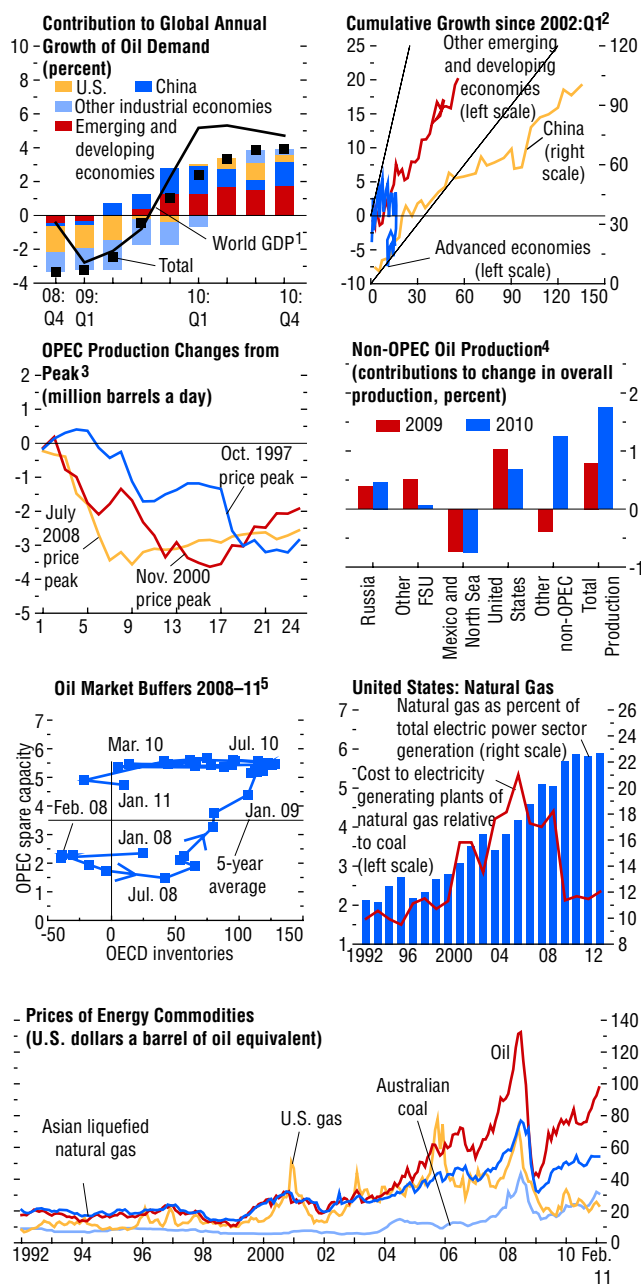 Contribution to Global Annual
Growth of Oil Demand
(percent)
10
8
6
4
2
0
-2
-4
U.S.
China
Other industrial economies
Emerging and
developing
economies
World GDP1
Total
08:
Q4
09:
Q1
10:
Q1
10:
Q4
Cumulative Growth since 2002:Q1²
25
20
15
10
5
0
-5
-10
120
90
60
30
0
Other emerging
and developing
economies
(left scale)
China
(right
scale)
Advanced economies
(left scale)
0
30
60
90
120
150
OPEC Production Changes from
Peak³
(million barrels a day)
2
1
0
-1
-2
-3
-4
-5
Oct. 1997
price peak
July
2008
price
peak
Nov. 2000
price peak
1
5
9
13
17
21
24
Non-OPEC Oil Production⁴
(contributions to change in overall
production, percent)
2009
2010
2
1
0
-1
Russia
Other
FSU
Mexico and
North Sea
United
States
Other
non-OPEC
Total
Production
Oil Market Buffers 2008–11⁵
OPEC spare capacity
7
6
5
4
3
2
1
0
Mar. 10
Jul. 10
Jan. 11
Feb. 08
Jan. 09
Jan. 08
5-year
average
Jul. 08
-50
0
50
100
150
OECD inventories
United States: Natural Gas
7
6
5
4
3
2
1
26
24
22
20
18
16
14
12
10
8
Natural gas as percent of
total electric power sector
generation (right scale)
Cost to electricity
generating plants of
natural gas relative
to coal
(left scale)
1992
96
2000
04
08
12
Prices of Energy Commodities
(U.S. dollars a barrel of oil equivalent)
140
120
100
80
60
40
20
0
Oil
Australian
coal
U.S. gas
Asian liquefied
natural gas
1992
94
96
98
2000
02
04
06
08
10
Feb.
11